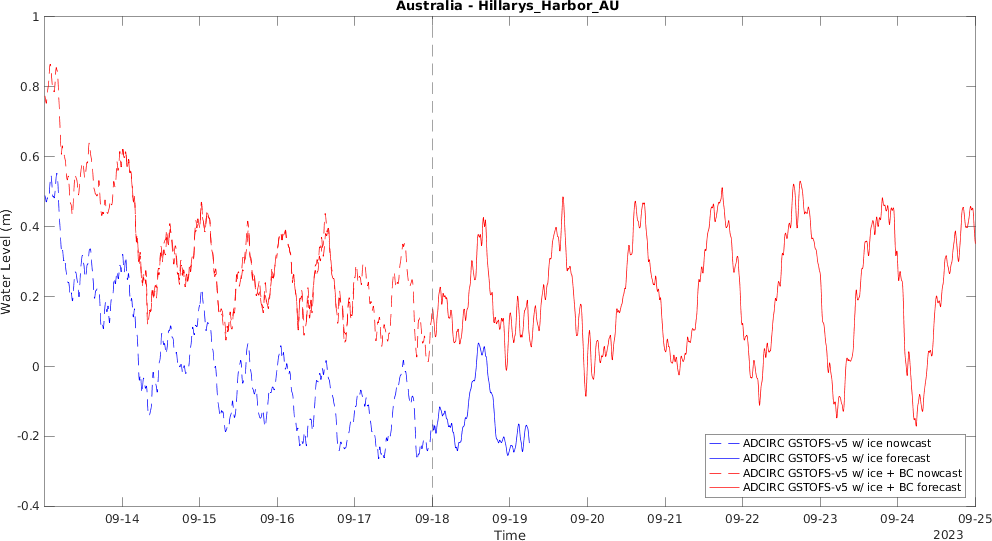 Australia - Hillarys_Harbor_AU
Water Level (m)
1
0.8
0.6
0.4
0.2
0
-0.2
-0.4
09-14 09-15 09-16 09-17 09-18 09-19 09-20 09-21 09-22 09-23 09-24 09-25
Time
2023
ADCIRC GSTOFS-v5 w/ ice nowcast
ADCIRC GSTOFS-v5 w/ ice forecast
ADCIRC GSTOFS-v5 w/ ice + BC nowcast
ADCIRC GSTOFS-v5 w/ ice + BC forecast